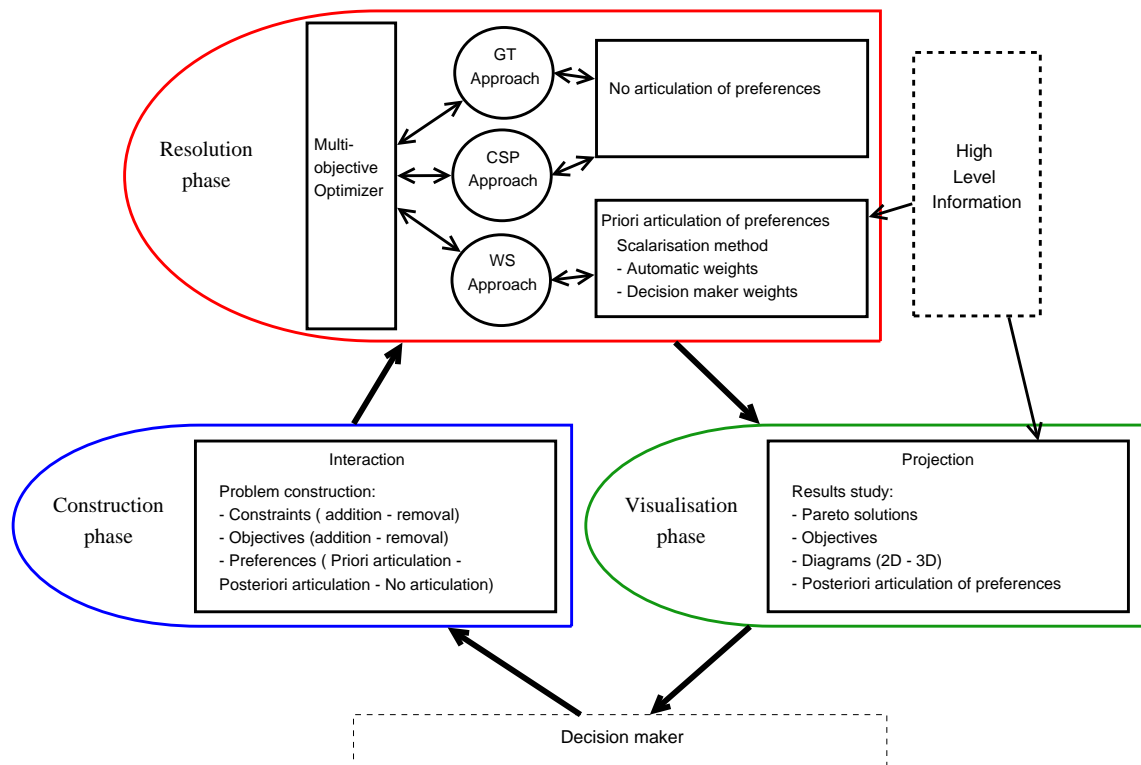 Resolution
phase
Multi-
objective
Optimizer
GT
Approach
CSP
Approach
WS
Approach
No articulation of preferences
Priori articulation of preferences
Scalarisation method
- Automatic weights
- Decision maker weights
High
Level
Information
Construction
phase
Interaction
Problem construction:
- Constraints ( addition - removal)
- Objectives (addition - removal)
- Preferences ( Priori articulation -
Posteriori articulation - No articulation)
Visualisation
phase
Projection
Results study:
- Pareto solutions
- Objectives
- Diagrams (2D - 3D)
- Posteriori articulation of preferences
Decision maker